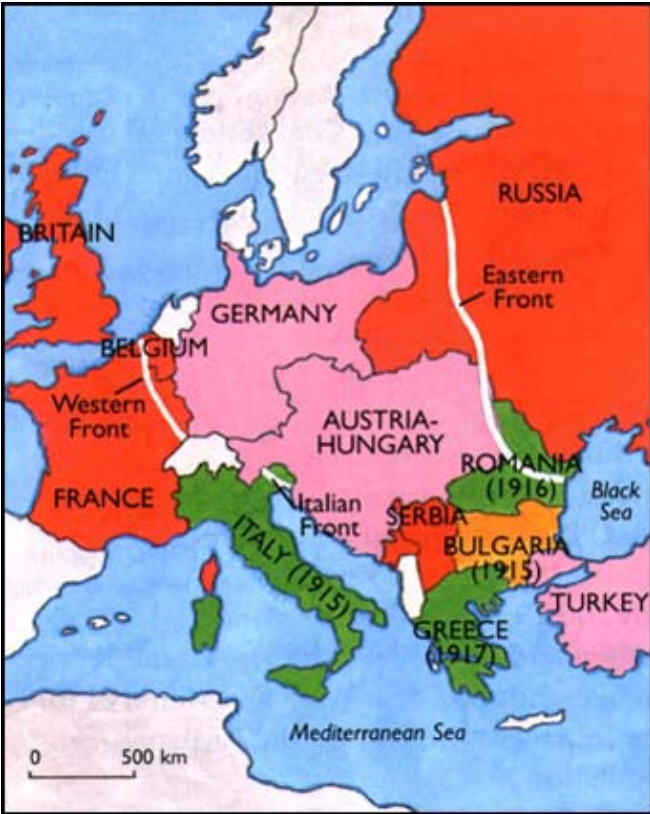 RUSSIA
BRITAIN
Eastern
Front
GERMANY
BELGIUM
Western
Front
AUSTRIA-
HUNGARY
ROMANIA
(1916)
FRANCE
Black
Sea
Italian
Front
SERBIA
ITALY (1915)
BULGARIA
(1915)
TURKEY
GREECE
(1917)
Mediterranean Sea
0 500 km